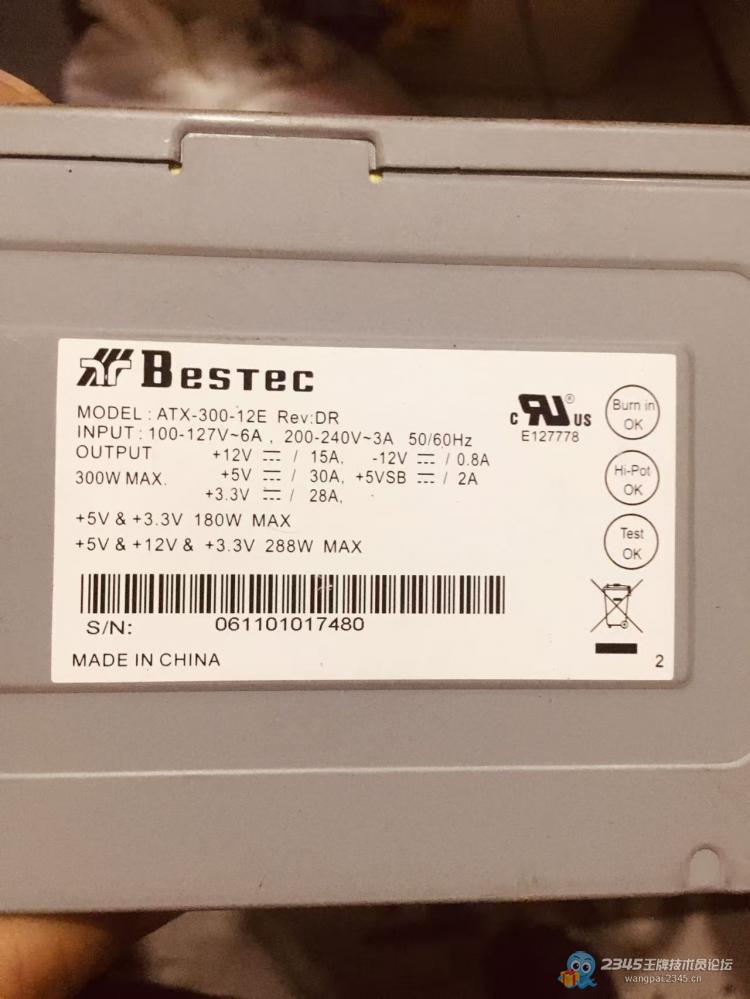 BESTEC
MODEL : ATX-300-12E Rev:DR
INPUT : 100-127V~6A , 200-240V~3A 50/60Hz
OUTPUT +12V ⎓ / 15A, -12V ⎓ / 0.8A
300W MAX. +5V ⎓ / 30A, +5VSB ⎓ / 2A
+3.3V ⎓ / 28A,
+5V & +3.3V 180W MAX
+5V & +12V & +3.3V 288W MAX
S/N: 061101017480
MADE IN CHINA
c RU US ®
E127778
Burn in
OK
Hi-Pot
OK
Test
OK
2
2345王牌技术员论坛
wangpai.2345.cn